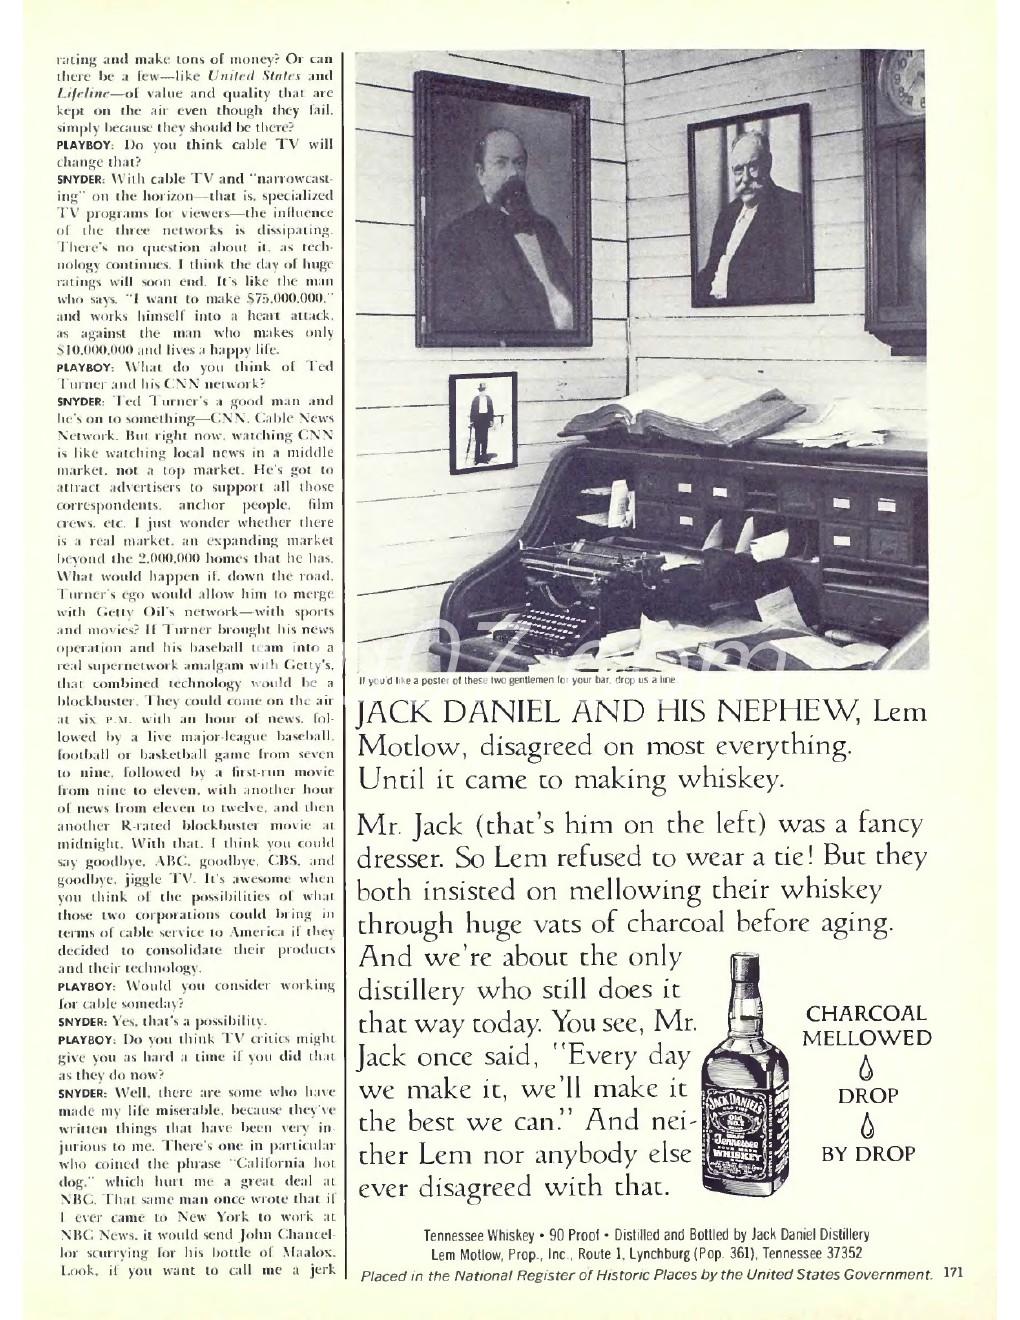 rating and make tons of money? Or can
there be a few—like United States and
Lifeline—of value and quality that are
kept on the air even though they fail,
simply because they should be there?
PLAYBOY: Do you think cable TV will
change that?
SNYDER: With cable TV and "narrowcast-
ing" on the horizon—that is, specialized
TV programs for viewers—the influence
of the three networks is dissipating.
There's no question about it, as tech-
nology continues. I think the day of huge
ratings will soon end. It's like the man
who says, "I want to make $75,000,000,"
and works himself into a heart attack,
as against the man who makes only
$10,000,000 and lives a happy life.
PLAYBOY: What do you think of Ted
Turner and his CNN network?
SNYDER: Ted Turner's a good man and
he's on to something—CNN, Cable News
Network. But right now, watching CNN
is like watching local news in a middle
market, not a top market. He's got to
attract advertisers to support all those
correspondents, anchor people, film
crews, etc. I just wonder whether there
is a real market, an expanding market
beyond the 2,000,000 homes that he has.
What would happen if, down the road,
Turner's ego would allow him to merge
with Getty Oil's network—with sports
and movies? If Turner brought his news
operation and his baseball team into a
real supernetwork amalgam with Getty's,
that combined technology would be a
blockbuster. They could come on the air
at six P.M. with an hour of news, fol-
lowed by a live major-league baseball,
football or basketball game from seven
to nine, followed by a first-run movie
from nine to eleven, with another hour
of news from eleven to twelve, and then
another R-rated blockbuster movie at
midnight. With that, I think you could
say goodbye, ABC, goodbye, CBS, and
goodbye, jiggle TV. It's awesome when
you think of the possibilities of what
those two corporations could bring in
terms of cable service to America if they
decided to consolidate their products
and their technology.
PLAYBOY: Would you consider working
for cable someday?
SNYDER: Yes, that's a possibility.
PLAYBOY: Do you think TV critics might
give you as hard a time if you did that
as they do now?
SNYDER: Well, there are some who have
made my life miserable, because they've
written things that have been very in-
jurious to me. There's one in particular
who coined the phrase "California hot
dog," which hurt me a great deal at
NBC. That same man once wrote that if
I ever came to New York to work at
NBC News, it would send John Chancel-
lor scurrying for his bottle of Maalox.
Look, if you want to call me a jerk
If you'd like a poster of these two gentlemen for your bar, drop us a line.
JACK DANIEL AND HIS NEPHEW, Lem
Motlow, disagreed on most everything.
Until it came to making whiskey.
Mr. Jack (that's him on the left) was a fancy
dresser. So Lem refused to wear a tie! But they
both insisted on mellowing their whiskey
through huge vats of charcoal before aging.
And we're about the only
distillery who still does it
that way today. You see, Mr.
Jack once said, "Every day
we make it, we'll make it
the best we can." And nei-
ther Lem nor anybody else
ever disagreed with that.
JACK DANIEL'S
OLD TIME
Old
No. 7
Tennessee
WHISKEY
CHARCOAL
MELLOWED
DROP
BY DROP
Tennessee Whiskey • 90 Proof • Distilled and Bottled by Jack Daniel Distillery
Lem Motlow, Prop., Inc., Route 1, Lynchburg (Pop. 361), Tennessee 37352
Placed in the National Register of Historic Places by the United States Government.
171